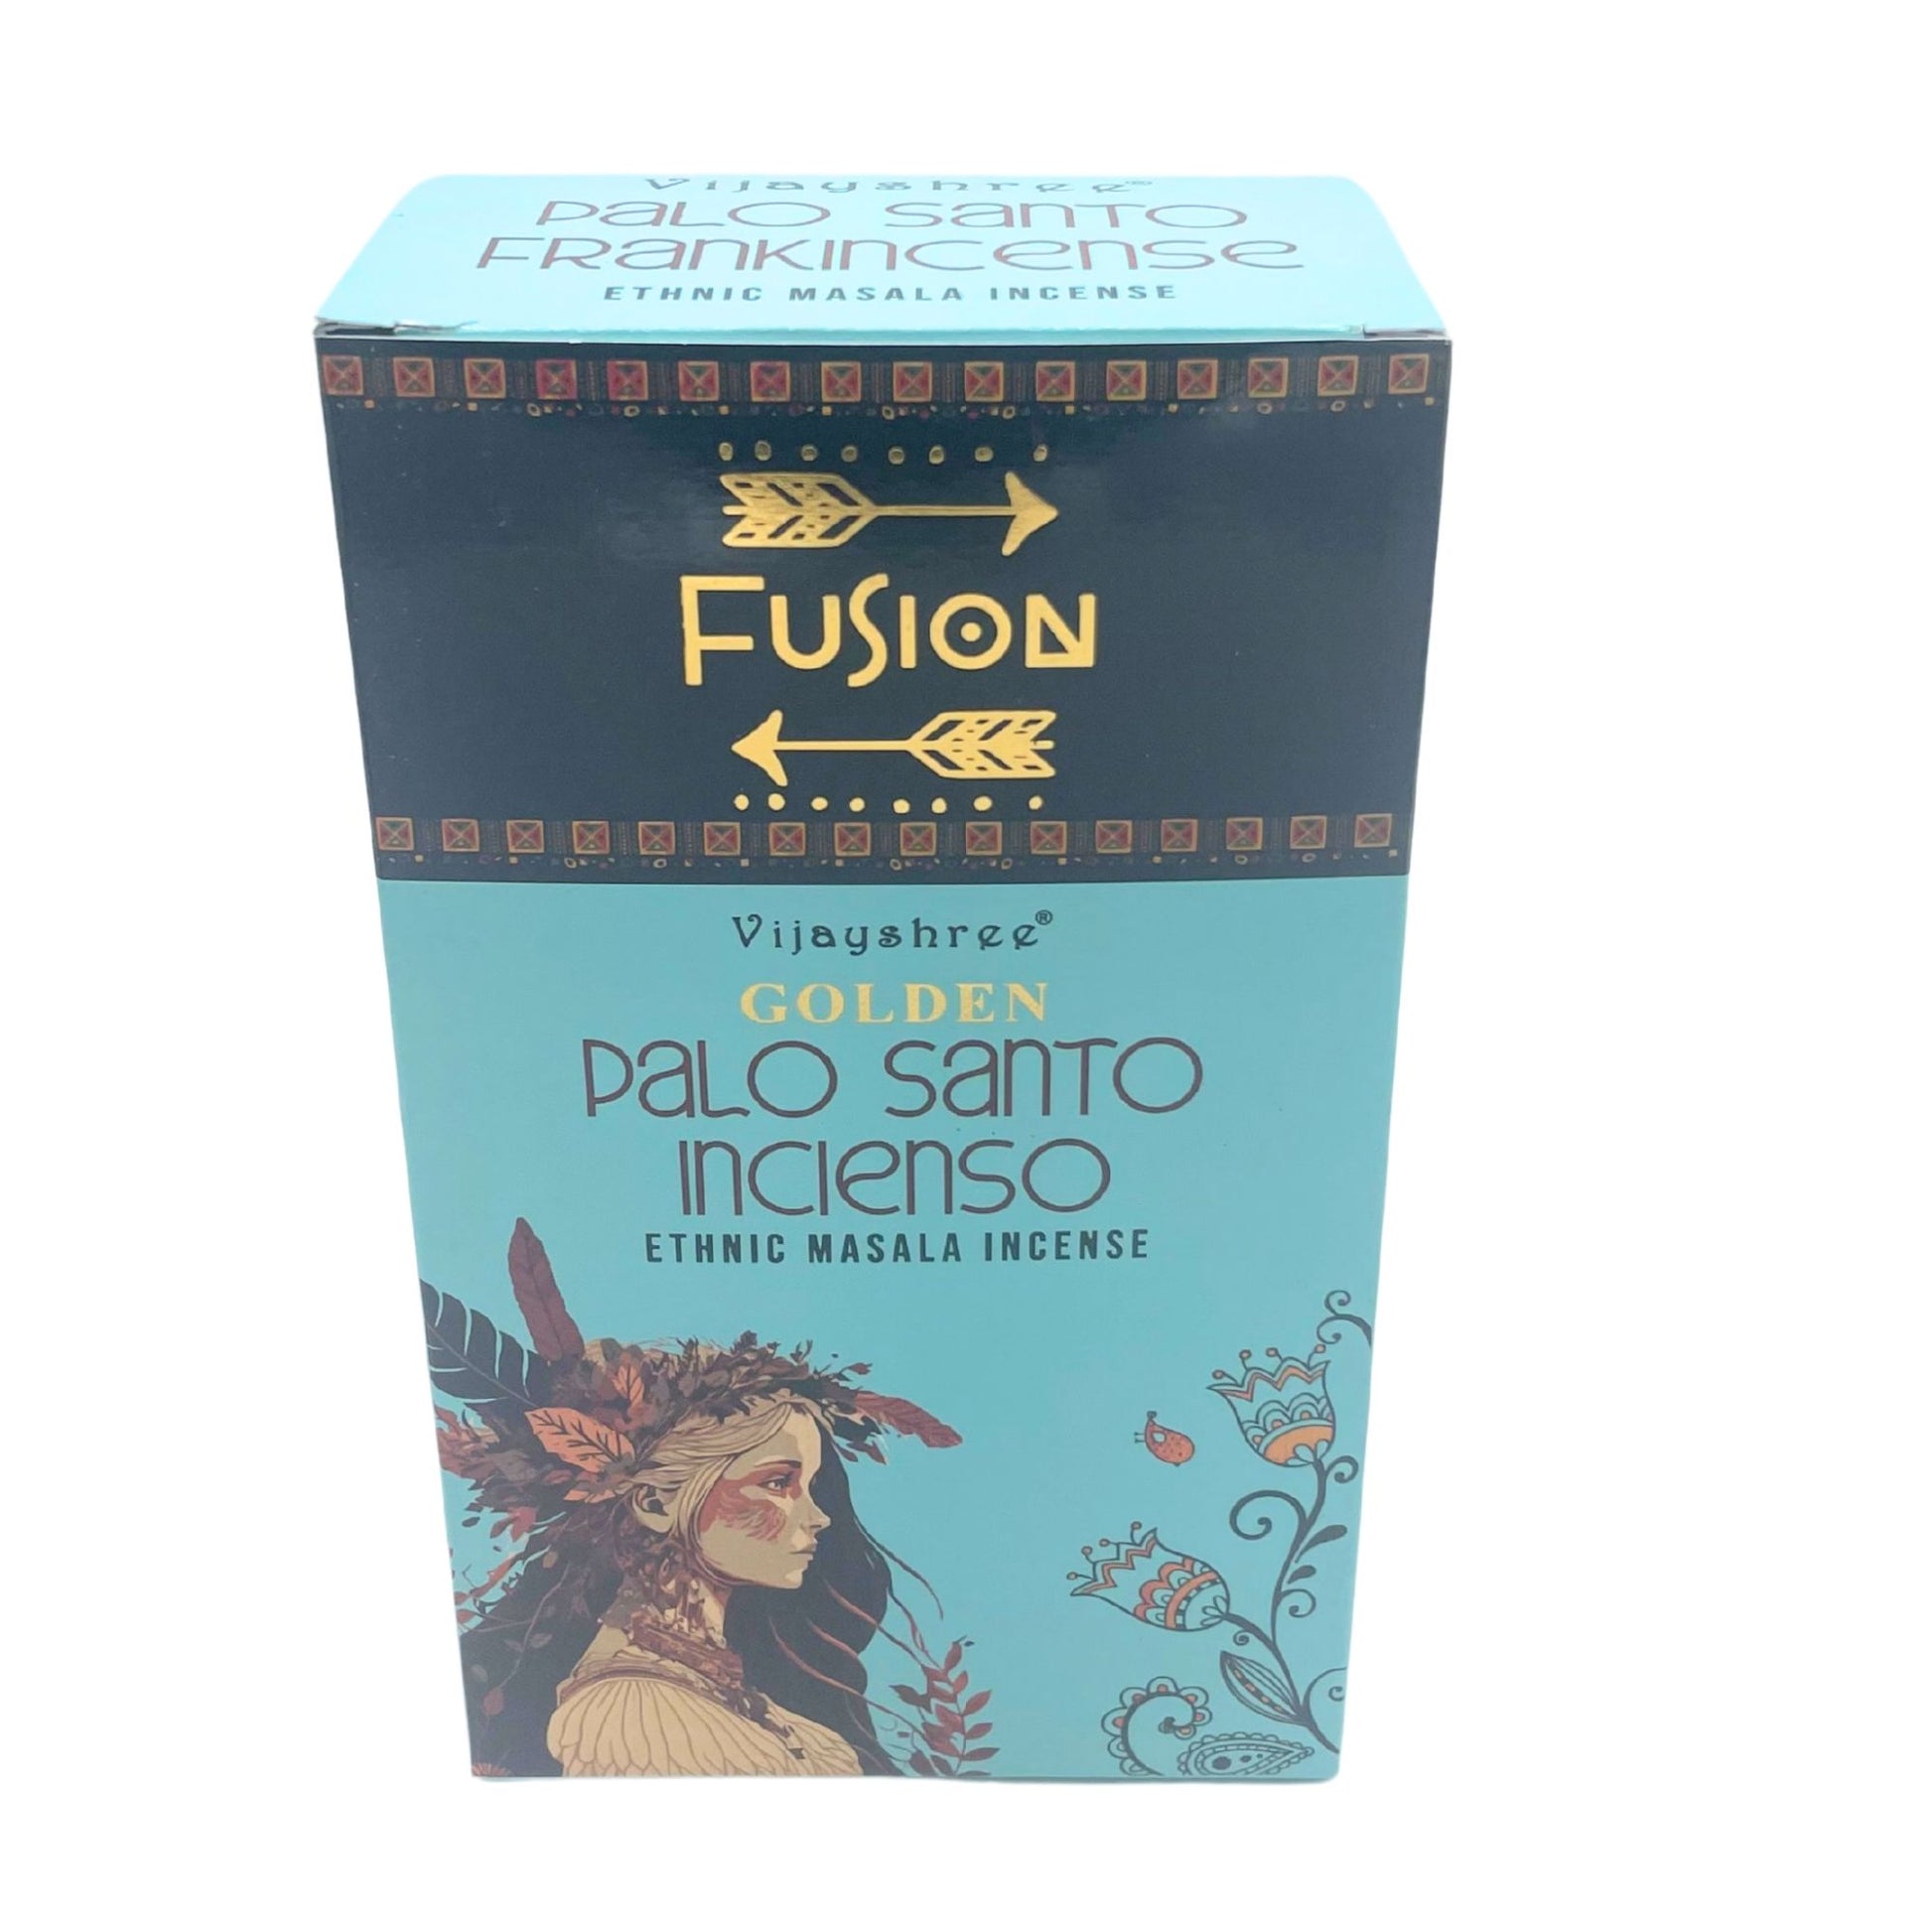 Vijayshree®
PALO SANTO
FRANKINCENSE
ETHNIC MASALA INCENSE
FUSION
Vijayshree®
GOLDEN
PALO SANTO
INCIENSO
ETHNIC MASALA INCENSE